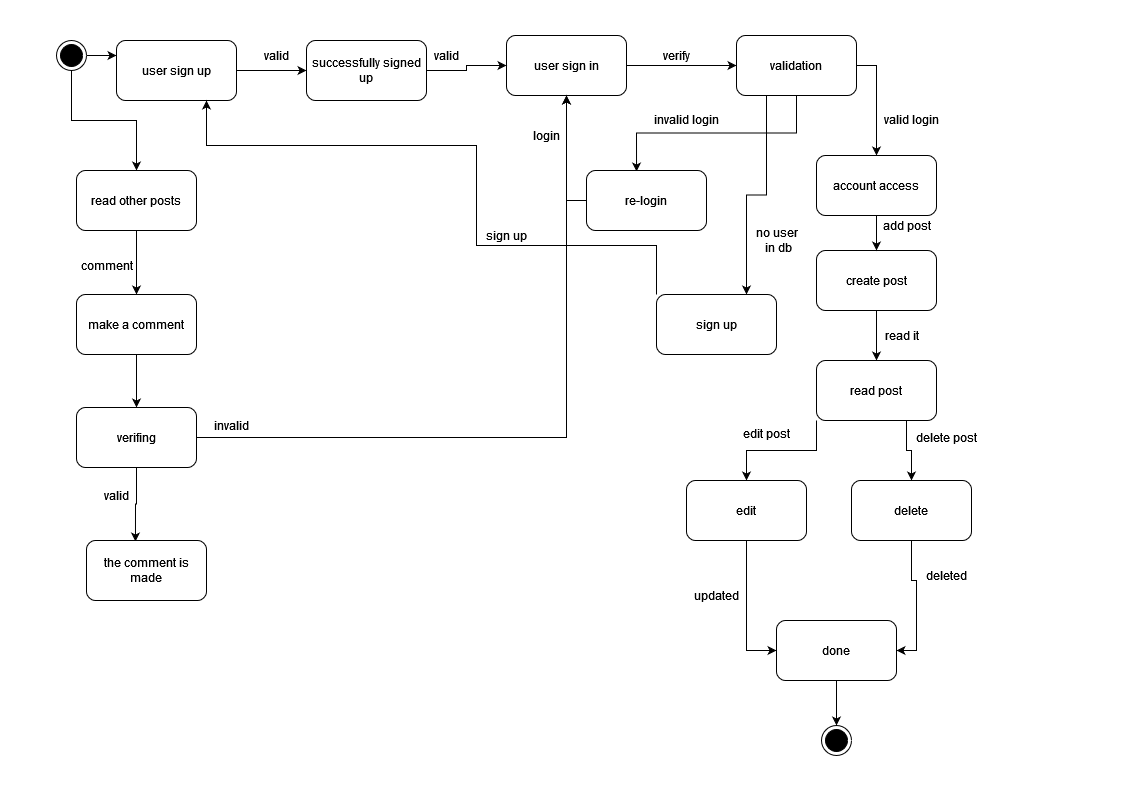 user sign up
valid
successfully signed
up
valid
user sign in
verify
validation
invalid login
valid login
login
read other posts
re-login
account access
add post
sign up
no user
in db
comment
create post
make a comment
sign up
read it
read post
verifing
invalid
edit post
delete post
valid
edit
delete
the comment is
made
updated
deleted
done